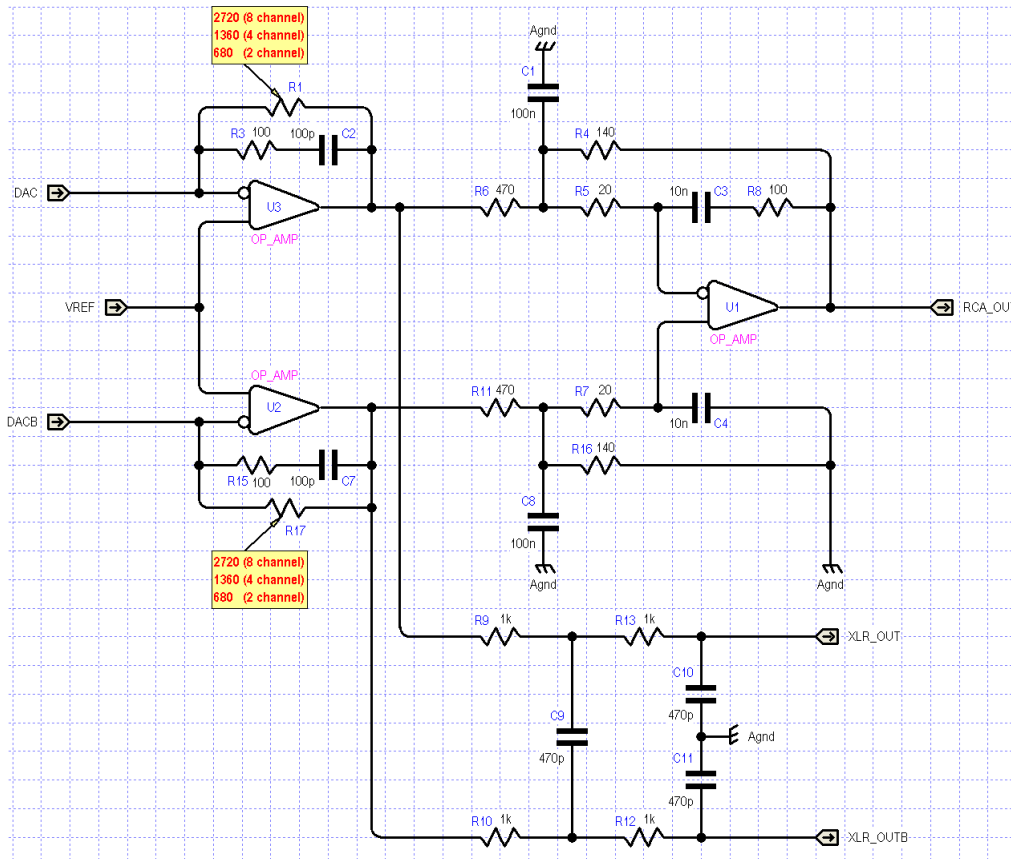 2720 (8 channel)
1360 (4 channel)
680 (2 channel)
Agnd
C1
100n
R1
R3 100 100p C2
R4 140
DAC
U3
OP_AMP
R6 470
R5 20
10n C3
R8 100
VREF
U1
OP_AMP
RCA_OU
OP_AMP
U2
DACB
R11 470
R7 20
10n C4
R16 140
R15 100 100p C7
R17
C8
100n
Agnd
Agnd
2720 (8 channel)
1360 (4 channel)
680 (2 channel)
R9 1k
R13 1k
XLR_OUT
C10
470p
C9
470p
Agnd
C11
470p
R10 1k
R12 1k
XLR_OUTB